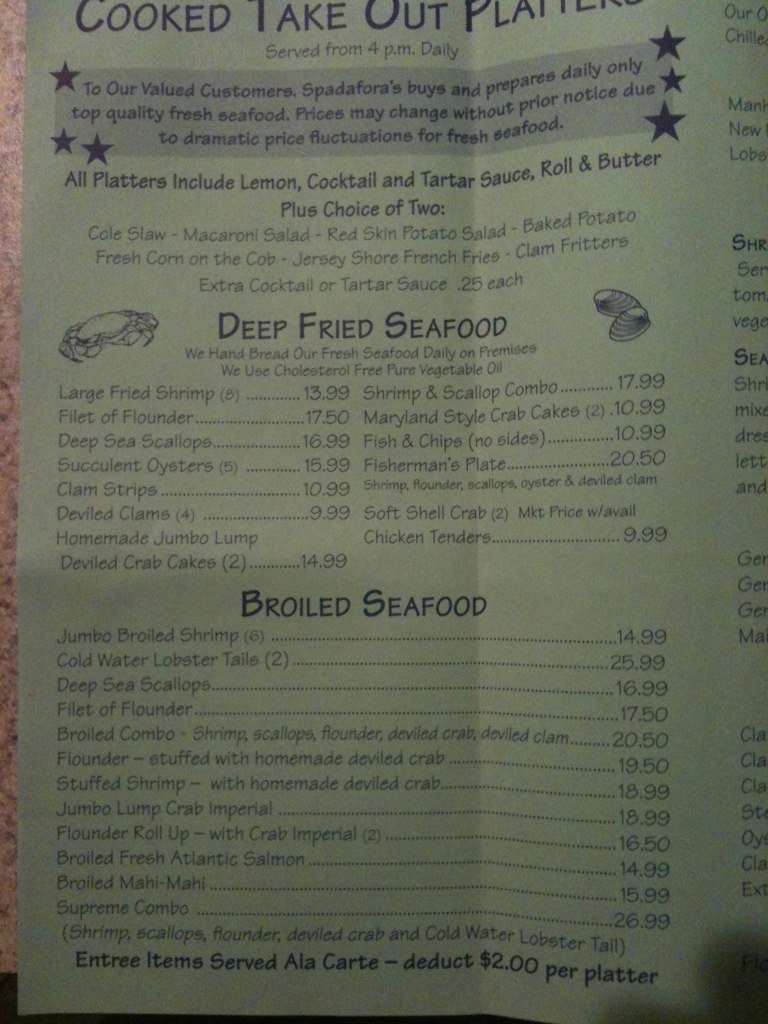 COOKED TAKE OUT PLATTERS
Served from 4 p.m. Daily
To Our Valued Customers. Spadafora's buys and prepares daily only
top quality fresh seafood. Prices may change without prior notice due
to dramatic price fluctuations for fresh seafood.
All Platters Include Lemon, Cocktail and Tartar Sauce, Roll & Butter
Plus Choice of Two:
Cole Slaw - Macaroni Salad - Red Skin Potato Salad - Baked Potato
Fresh Corn on the Cob - Jersey Shore French Fries - Clam Fritters
Extra Cocktail or Tartar Sauce .25 each
DEEP FRIED SEAFOOD
We Hand Bread Our Fresh Seafood Daily on Premises
We Use Cholesterol Free Pure Vegetable Oil
Large Fried Shrimp (8) ............13.99
Filet of Flounder.........................17.50
Deep Sea Scallops....................16.99
Succulent Oysters (5) ..............15.99
Clam Strips ................................10.99
Deviled Clams (4) .......................9.99
Homemade Jumbo Lump
Deviled Crab Cakes (2)...........14.99
Shrimp & Scallop Combo............17.99
Maryland Style Crab Cakes (2) .10.99
Fish & Chips (no sides)...............10.99
Fisherman's Plate.......................20.50
Shrimp, flounder, scallops, oyster & deviled clam
Soft Shell Crab (2) Mkt Price w/avail
Chicken Tenders............................ 9.99
BROILED SEAFOOD
Jumbo Broiled Shrimp (6) ..........14.99
Cold Water Lobster Tails (2)..........25.99
Deep Sea Scallops..........16.99
Filet of Flounder..........17.50
Broiled Combo - Shrimp, scallops, flounder, deviled crab, deviled clam.........20.50
Flounder – stuffed with homemade deviled crab ..........19.50
Stuffed Shrimp – with homemade deviled crab..........18.99
Jumbo Lump Crab Imperial ..........18.99
Flounder Roll Up – with Crab Imperial (2)..........16.50
Broiled Fresh Atlantic Salmon..........14.99
Broiled Mahi-Mahi..........15.99
Supreme Combo ..........26.99
(Shrimp, scallops, flounder, deviled crab and Cold Water Lobster Tail)
Entree Items Served Ala Carte – deduct $2.00 per platter
Our